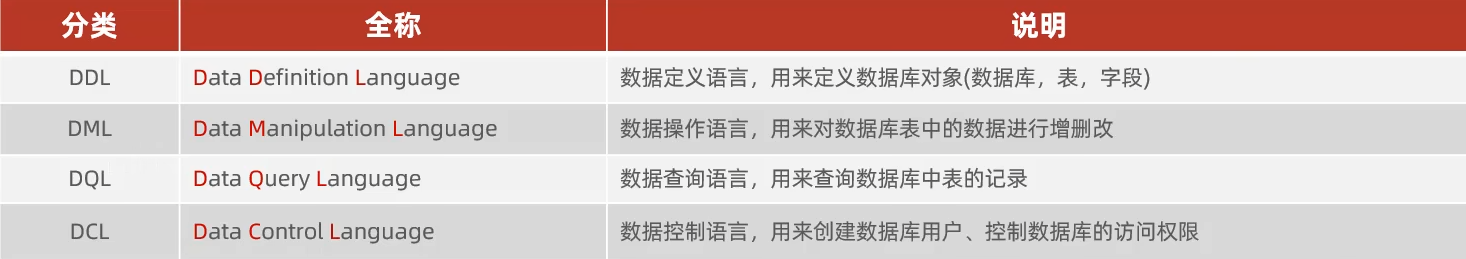 分类 全称 说明
DDL Data Definition Language 数据定义语言，用来定义数据库对象(数据库，表，字段)
DML Data Manipulation Language 数据操作语言，用来对数据库表中的数据进行增删改
DQL Data Query Language 数据查询语言，用来查询数据库中表的记录
DCL Data Control Language 数据控制语言，用来创建数据库用户、控制数据库的访问权限